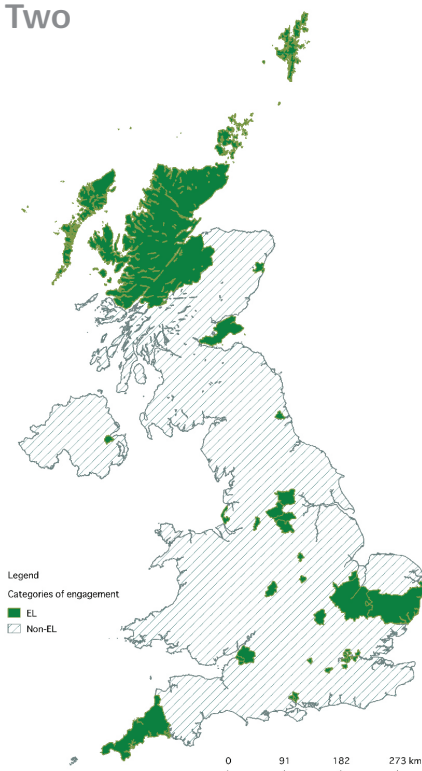 Two
Legend
Categories of engagement
EL
Non-EL
0 91 182 273 km